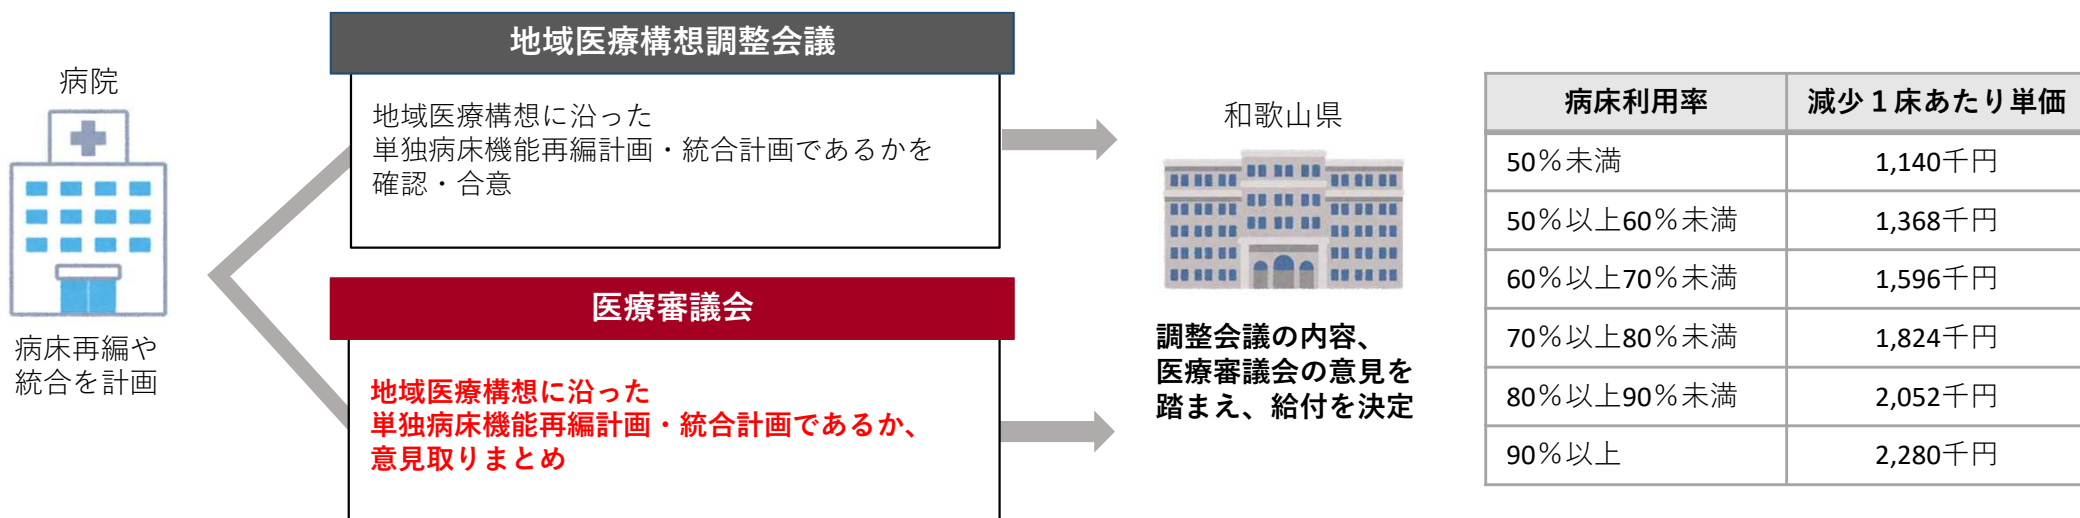 病院
病床再編や
統合を計画
地域医療構想調整会議
地域医療構想に沿った
単独病床機能再編計画・統合計画であるかを
確認・合意
医療審議会
地域医療構想に沿った
単独病床機能再編計画・統合計画であるか、
意見取りまとめ
和歌山県
調整会議の内容、
医療審議会の意見を
踏まえ、給付を決定
病床利用率 減少１床あたり単価
50％未満 1,140千円
50％以上60％未満 1,368千円
60％以上70％未満 1,596千円
70％以上80％未満 1,824千円
80％以上90％未満 2,052千円
90％以上 2,280千円